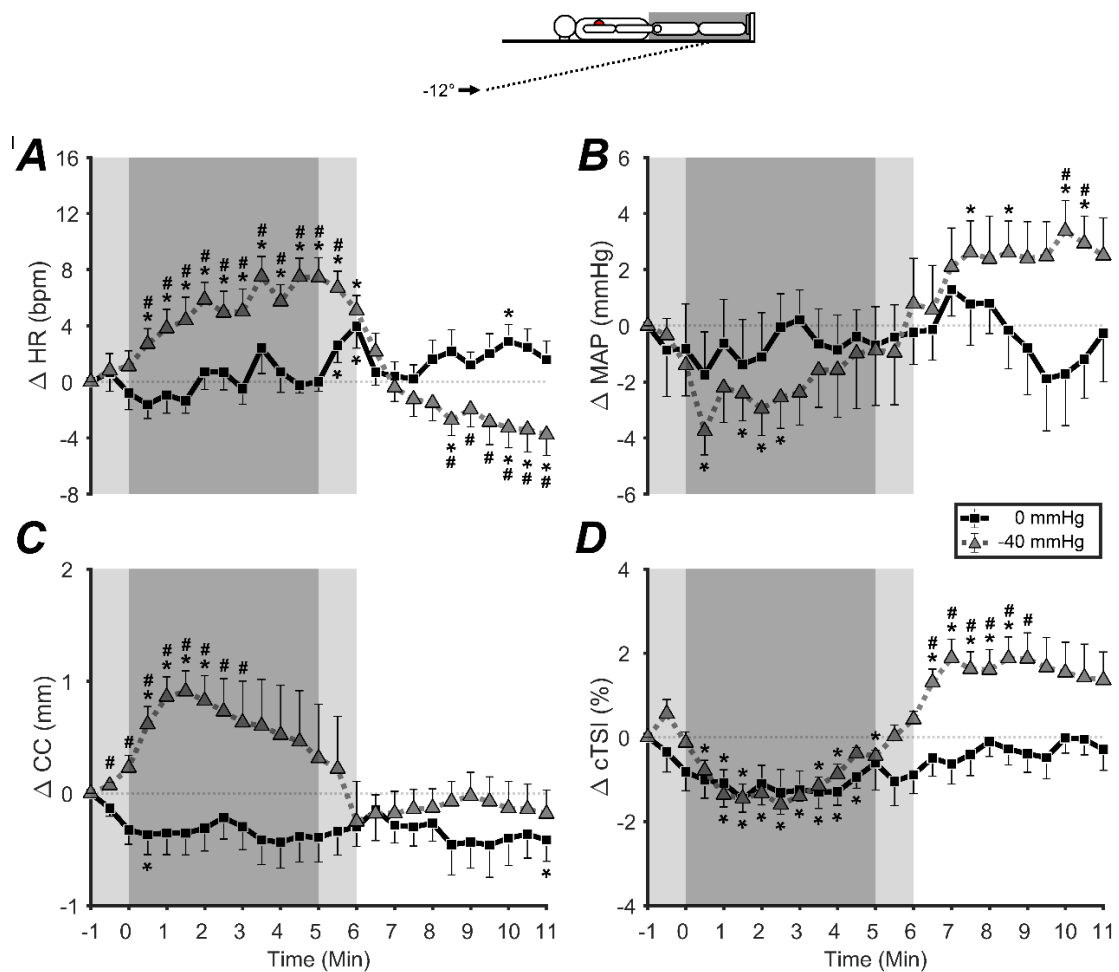 -12°
A
B
16
12
8
4
0
-4
-8
Δ HR (bpm)
6
4
2
0
-2
-4
-6
Δ MAP (mmHg)
0 mmHg
-40 mmHg
C
D
2
1
0
-1
Δ CC (mm)
4
2
0
-2
-4
Δ cTSI (%)
-1 0 1 2 3 4 5 6 7 8 9 10 11
Time (Min)
-1 0 1 2 3 4 5 6 7 8 9 10 11
Time (Min)